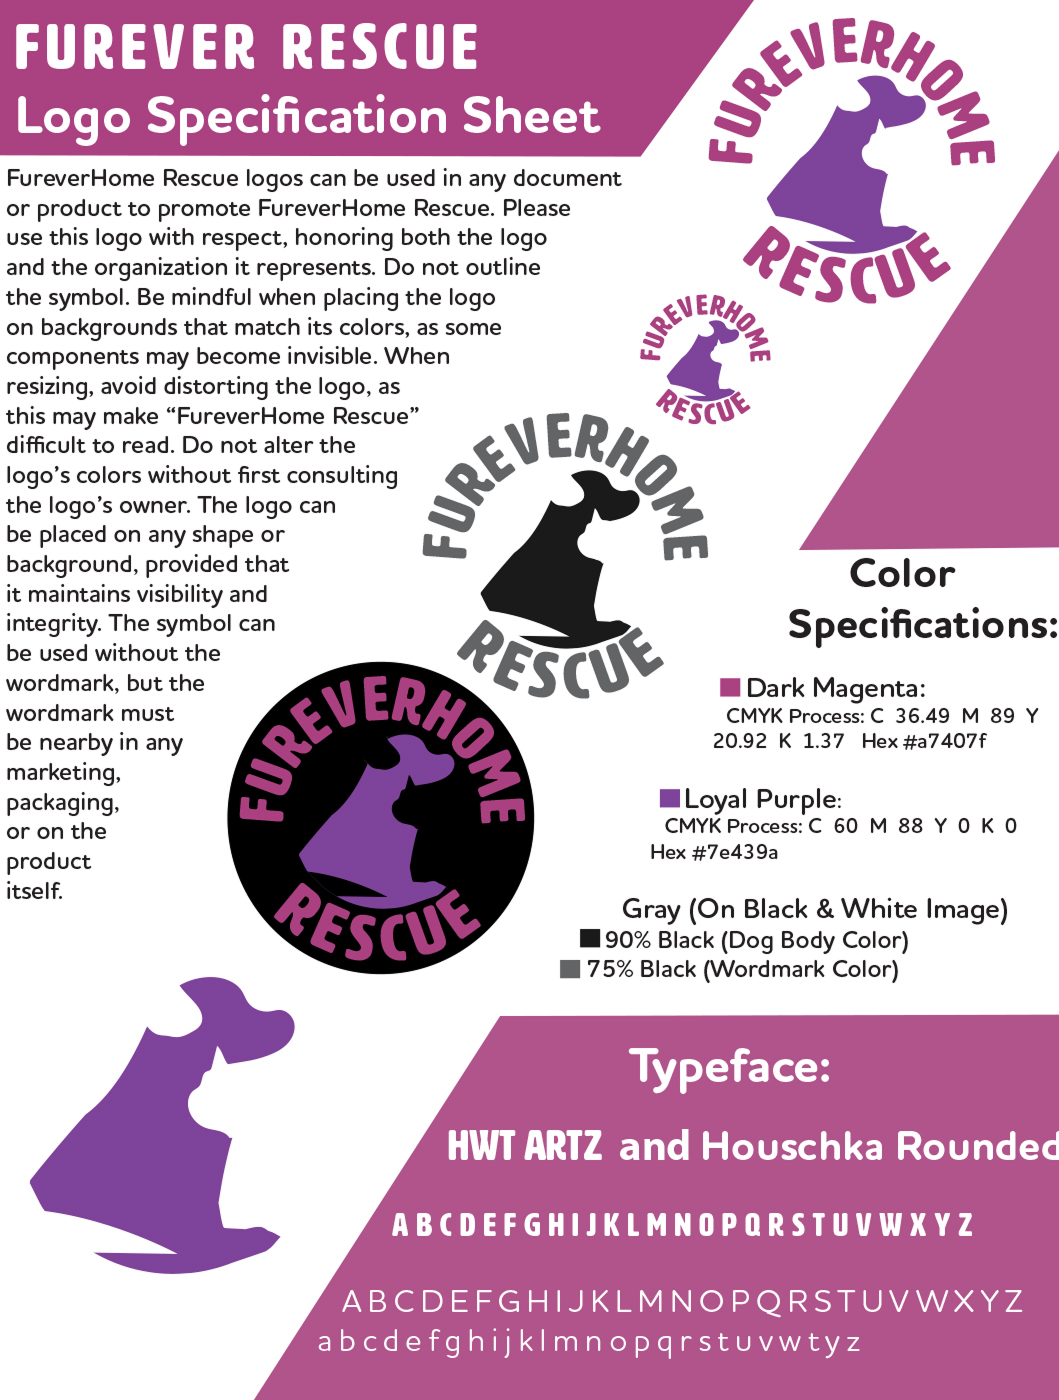 FUREVER RESCUE
Logo Specification Sheet
FUREVERHOME
RESCUE
FureverHome Rescue logos can be used in any document
or product to promote FureverHome Rescue. Please
use this logo with respect, honoring both the logo
and the organization it represents. Do not outline
the symbol. Be mindful when placing the logo
on backgrounds that match its colors, as some
components may become invisible. When
resizing, avoid distorting the logo, as
this may make “FureverHome Rescue”
difficult to read. Do not alter the
logo’s colors without first consulting
the logo’s owner. The logo can
be placed on any shape or
background, provided that
it maintains visibility and
integrity. The symbol can
be used without the
wordmark, but the
wordmark must
be nearby in any
marketing,
packaging,
or on the
product
itself.
FUREVERHOME
RESCUE
FUREVERHOME
RESCUE
FUREVERHOME
RESCUE
Color
Specifications:
Dark Magenta:
CMYK Process: C 36.49 M 89 Y
20.92 K 1.37 Hex #a7407f
Loyal Purple:
CMYK Process: C 60 M 88 Y 0 K 0
Hex #7e439a
Gray (On Black & White Image)
90% Black (Dog Body Color)
75% Black (Wordmark Color)
Typeface:
HWT ARTZ and Houschka Rounded
ABCDEFGHIJKLMNOPQRSTUVWXYZ
ABCDEFGHIJKLMNOPQRSTUVWXYZ
abcdefghijklmnopqrstuvwtyz